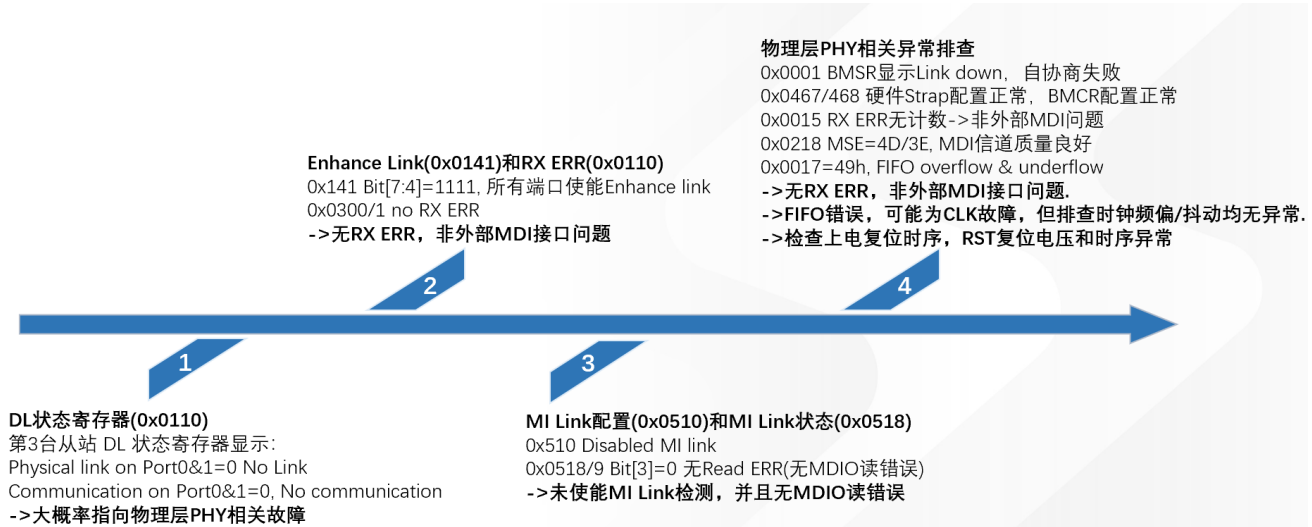 1
DL状态寄存器(0x0110)
第3台从站 DL 状态寄存器显示：
Physical link on Port0&1=0 No Link
Communication on Port0&1=0, No communication
->大概率指向物理层PHY相关故障
2
Enhance Link(0x0141)和RX ERR(0x0110)
0x141 Bit[7:4]=1111, 所有端口使能Enhance link
0x0300/1 no RX ERR
->无RX ERR，非外部MDI接口问题
3
MI Link配置(0x0510)和MI Link状态(0x0518)
0x510 Disabled MI link
0x0518/9 Bit[3]=0 无Read ERR(无MDIO读错误)
->未使能MI Link检测，并且无MDIO读错误
4
物理层PHY相关异常排查
0x0001 BMSR显示Link down，自协商失败
0x0467/468 硬件Strap配置正常，BMCR配置正常
0x0015 RX ERR无计数->非外部MDI问题
0x0218 MSE=4D/3E, MDI信道质量良好
0x0017=49h, FIFO overflow & underflow
->无RX ERR，非外部MDI接口问题.
->FIFO错误，可能为CLK故障，但排查时钟频偏/抖动均无异常.
->检查上电复位时序，RST复位电压和时序异常